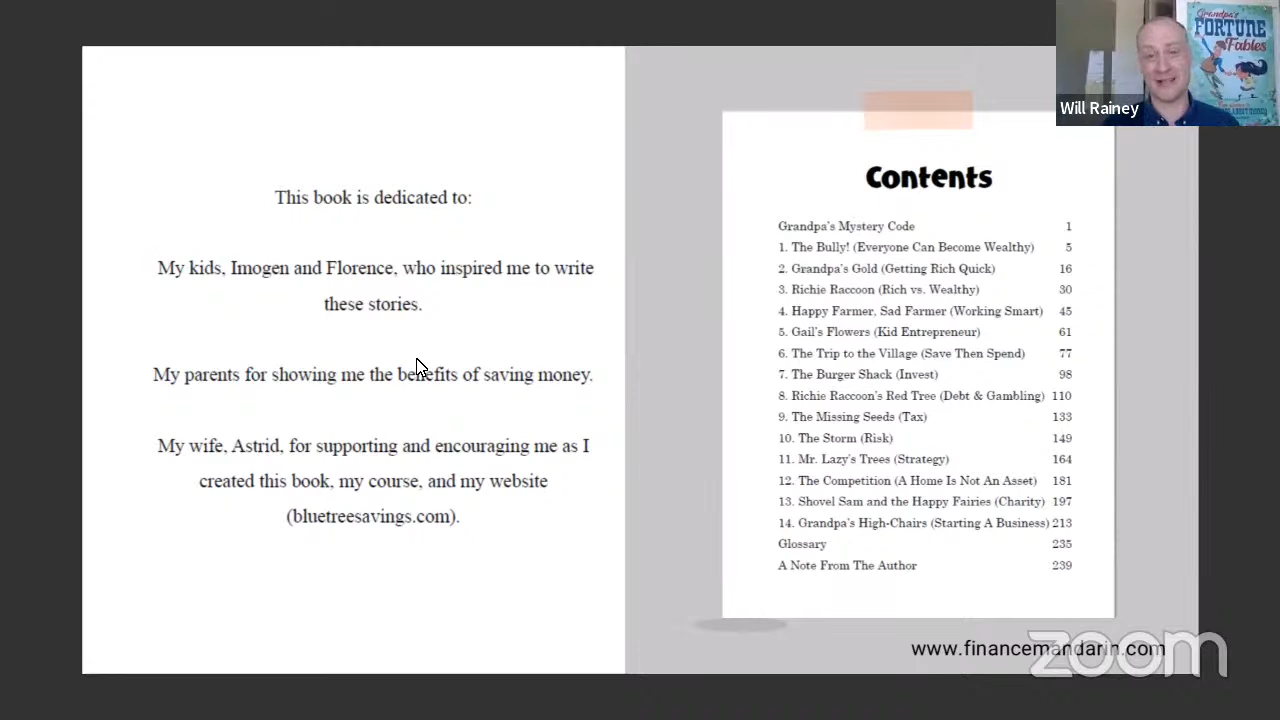 This book is dedicated to:
My kids, Imogen and Florence, who inspired me to write
these stories.
My parents for showing me the benefits of saving money.
My wife, Astrid, for supporting and encouraging me as I
created this book, my course, and my website
(bluetreesavings.com).
Contents
Grandpa's Mystery Code 1
1. The Bully! (Everyone Can Become Wealthy) 5
2. Grandpa's Gold (Getting Rich Quick) 16
3. Richie Raccoon (Rich vs. Wealthy) 30
4. Happy Farmer, Sad Farmer (Working Smart) 45
5. Gail's Flowers (Kid Entrepreneur) 61
6. The Trip to the Village (Save Then Spend) 77
7. The Burger Shack (Invest) 98
8. Richie Raccoon's Red Tree (Debt & Gambling) 110
9. The Missing Seeds (Tax) 133
10. The Storm (Risk) 149
11. Mr. Lazy's Trees (Strategy) 164
12. The Competition (A Home Is Not An Asset) 181
13. Shovel Sam and the Happy Fairies (Charity) 197
14. Grandpa's High-Chairs (Starting A Business) 213
Glossary 235
A Note From The Author 239
www.financemandarin.com
zoom
Will Rainey
Grandpa's
FORTUNE
Fables